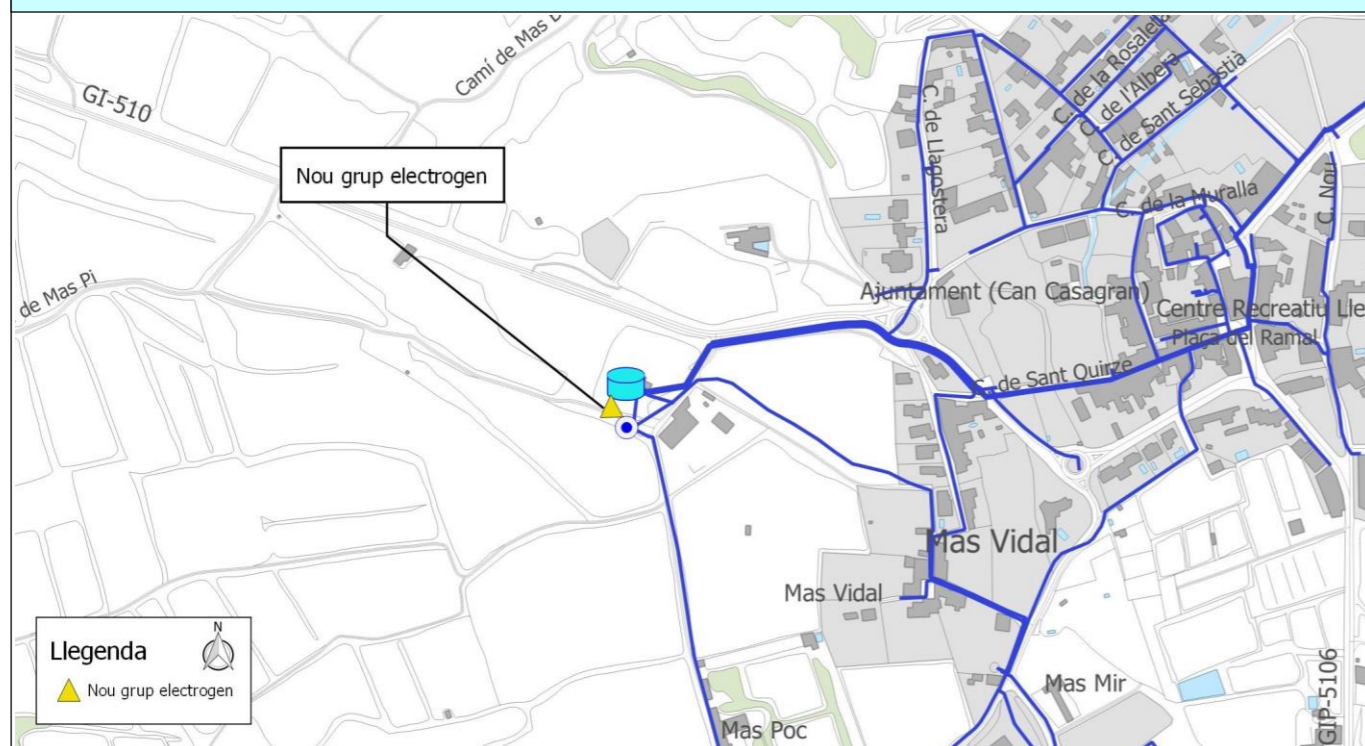 GI-510
Camí de Mas
Nou grup electrogen
de Mas Pi
C. de la Rosaleda
C. de l'Albera
C. de Sant Sebastià
C. de Llagostera
C. de la Muralla
C. Nou
Ajuntament (Can Casagran)
Centre Recreatiu Lle
Plaça del Ramal
C. de Sant Quirze
Mas Vidal
Mas Vidal
Mas Mir
Mas Poc
GIP-5106
Llegenda
N
Nou grup electrogen